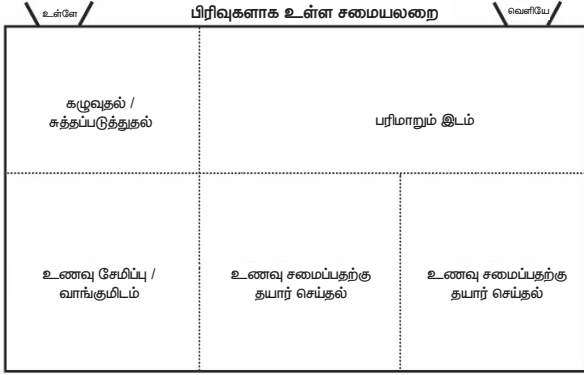 உள்ளே
பிரிவுகளாக உள்ள சமையலறை
வெளியே
கழுவுதல் /
சுத்தப்படுத்துதல்
பரிமாறும் இடம்
உணவு சேமிப்பு /
வாங்குமிடம்
உணவு சமைப்பதற்கு
தயார் செய்தல்
உணவு சமைப்பதற்கு
தயார் செய்தல்